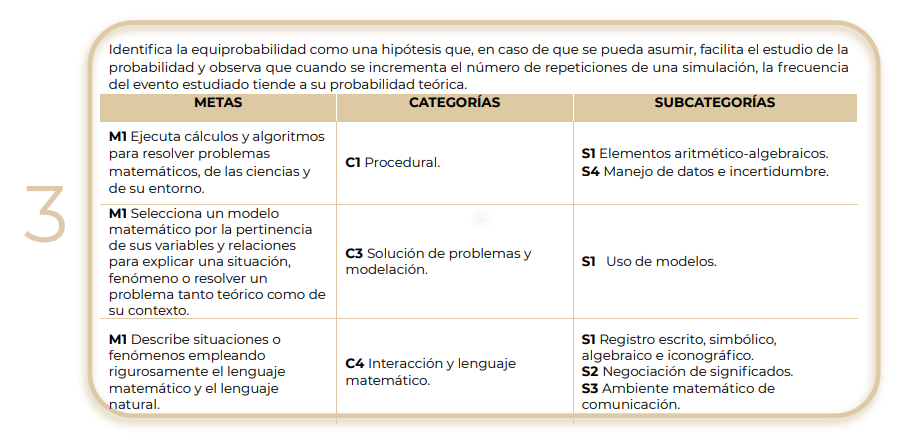 3
Identifica la equiprobabilidad como una hipótesis que, en caso de que se pueda asumir, facilita el estudio de la
probabilidad y observa que cuando se incrementa el número de repeticiones de una simulación, la frecuencia
del evento estudiado tiende a su probabilidad teórica.
METAS CATEGORÍAS SUBCATEGORÍAS
M1 Ejecuta cálculos y algoritmos
para resolver problemas
matemáticos, de las ciencias y
de su entorno.
C1 Procedural.
S1 Elementos aritmético-algebraicos.
S4 Manejo de datos e incertidumbre.
M1 Selecciona un modelo
matemático por la pertinencia
de sus variables y relaciones
para explicar una situación,
fenómeno o resolver un
problema tanto teórico como de
su contexto.
C3 Solución de problemas y
modelación.
S1 Uso de modelos.
M1 Describe situaciones o
fenómenos empleando
rigurosamente el lenguaje
matemático y el lenguaje
natural.
C4 Interacción y lenguaje
matemático.
S1 Registro escrito, simbólico,
algebraico e iconográfico.
S2 Negociación de significados.
S3 Ambiente matemático de
comunicación.